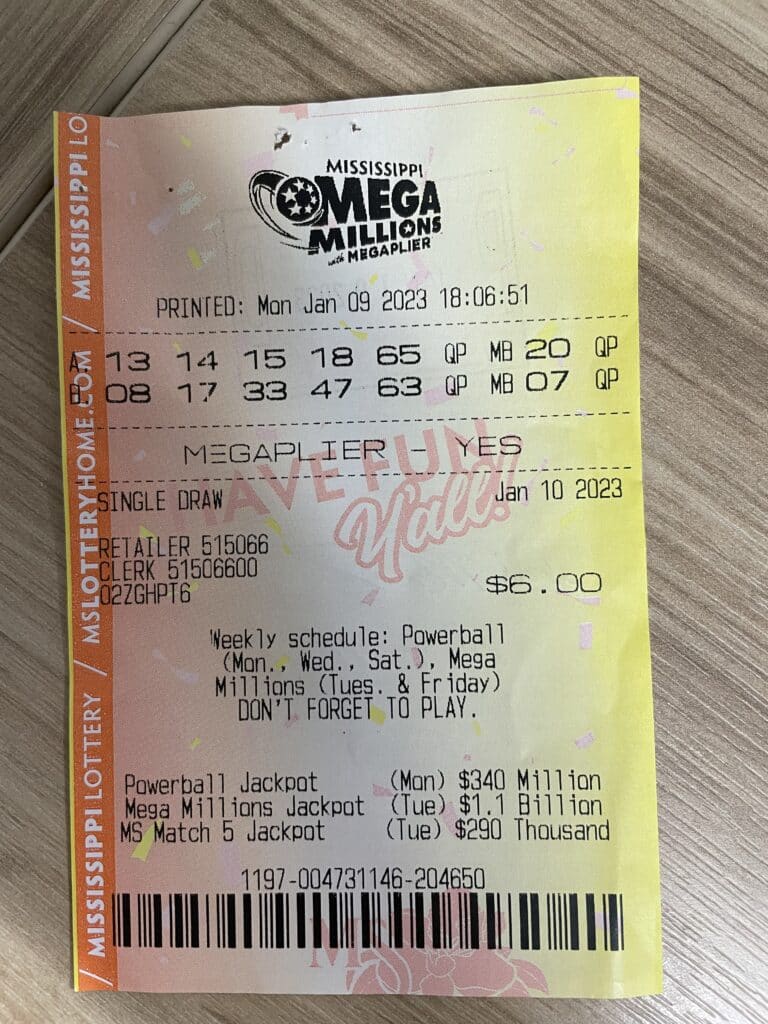 MISSISSIPPI
MEGA
MILLIONS
with MEGAPLIER
PRINTED: Mon Jan 09 2023 18:06:51
A. 13 14 15 18 65 QP MB 20 QP
B. 08 17 33 47 63 QP MB 07 QP
MEGAPLIER - YES
HAVE FUN
Y'all!
SINGLE DRAW Jan 10 2023
RETAILER 515066
CLERK 51506600
02ZGHPT6
$6.00
Weekly schedule: Powerball
(Mon., Wed., Sat.), Mega
Millions (Tues. & Friday)
DON'T FORGET TO PLAY.
Powerball Jackpot (Mon) $340 Million
Mega Millions Jackpot (Tue) $1.1 Billion
MS Match 5 Jackpot (Tue) $290 Thousand
1197-004731146-204650
MS
MISSISSIPPI LOTTERY / MSLOTTERYHOME.COM / MISSISSIPPI LO